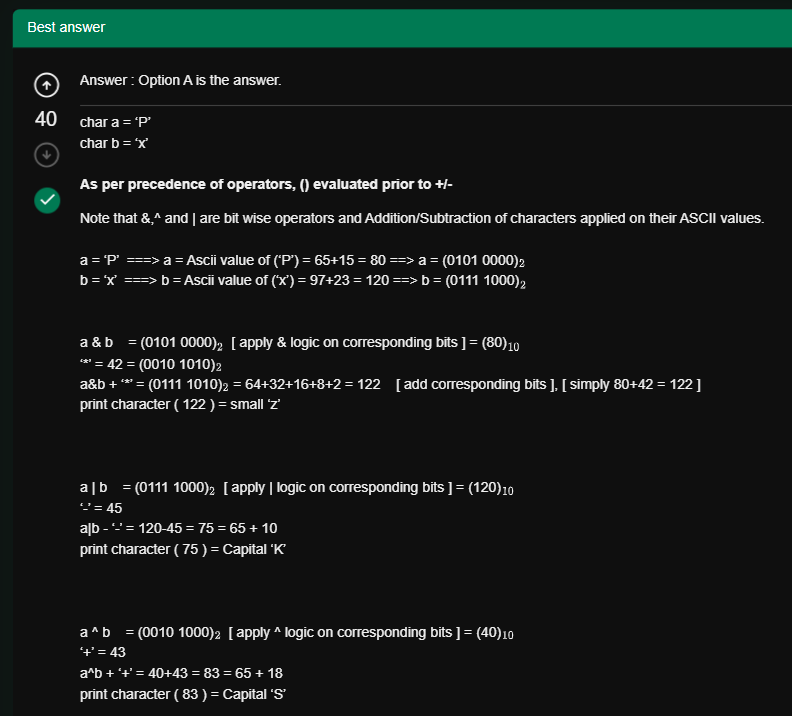 Best answer
Answer : Option A is the answer.
40
char a = ‘P’
char b = ‘x’
As per precedence of operators, () evaluated prior to +/-
Note that &,^ and | are bit wise operators and Addition/Subtraction of characters applied on their ASCII values.
a = ‘P’ ===> a = Ascii value of (‘P’) = 65+15 = 80 ==> a = (0101 0000)₂
b = ‘x’ ===> b = Ascii value of (‘x’) = 97+23 = 120 ==> b = (0111 1000)₂
a & b = (0101 0000)₂ [ apply & logic on corresponding bits ] = (80)₁₀
‘*’ = 42 = (0010 1010)₂
a&b + ‘*’ = (0111 1010)₂ = 64+32+16+8+2 = 122 [ add corresponding bits ], [ simply 80+42 = 122 ]
print character ( 122 ) = small ‘z’
a | b = (0111 1000)₂ [ apply | logic on corresponding bits ] = (120)₁₀
‘-’ = 45
a|b - ‘-’ = 120-45 = 75 = 65 + 10
print character ( 75 ) = Capital ‘K’
a ^ b = (0010 1000)₂ [ apply ^ logic on corresponding bits ] = (40)₁₀
‘+’ = 43
a^b + ‘+’ = 40+43 = 83 = 65 + 18
print character ( 83 ) = Capital ‘S’